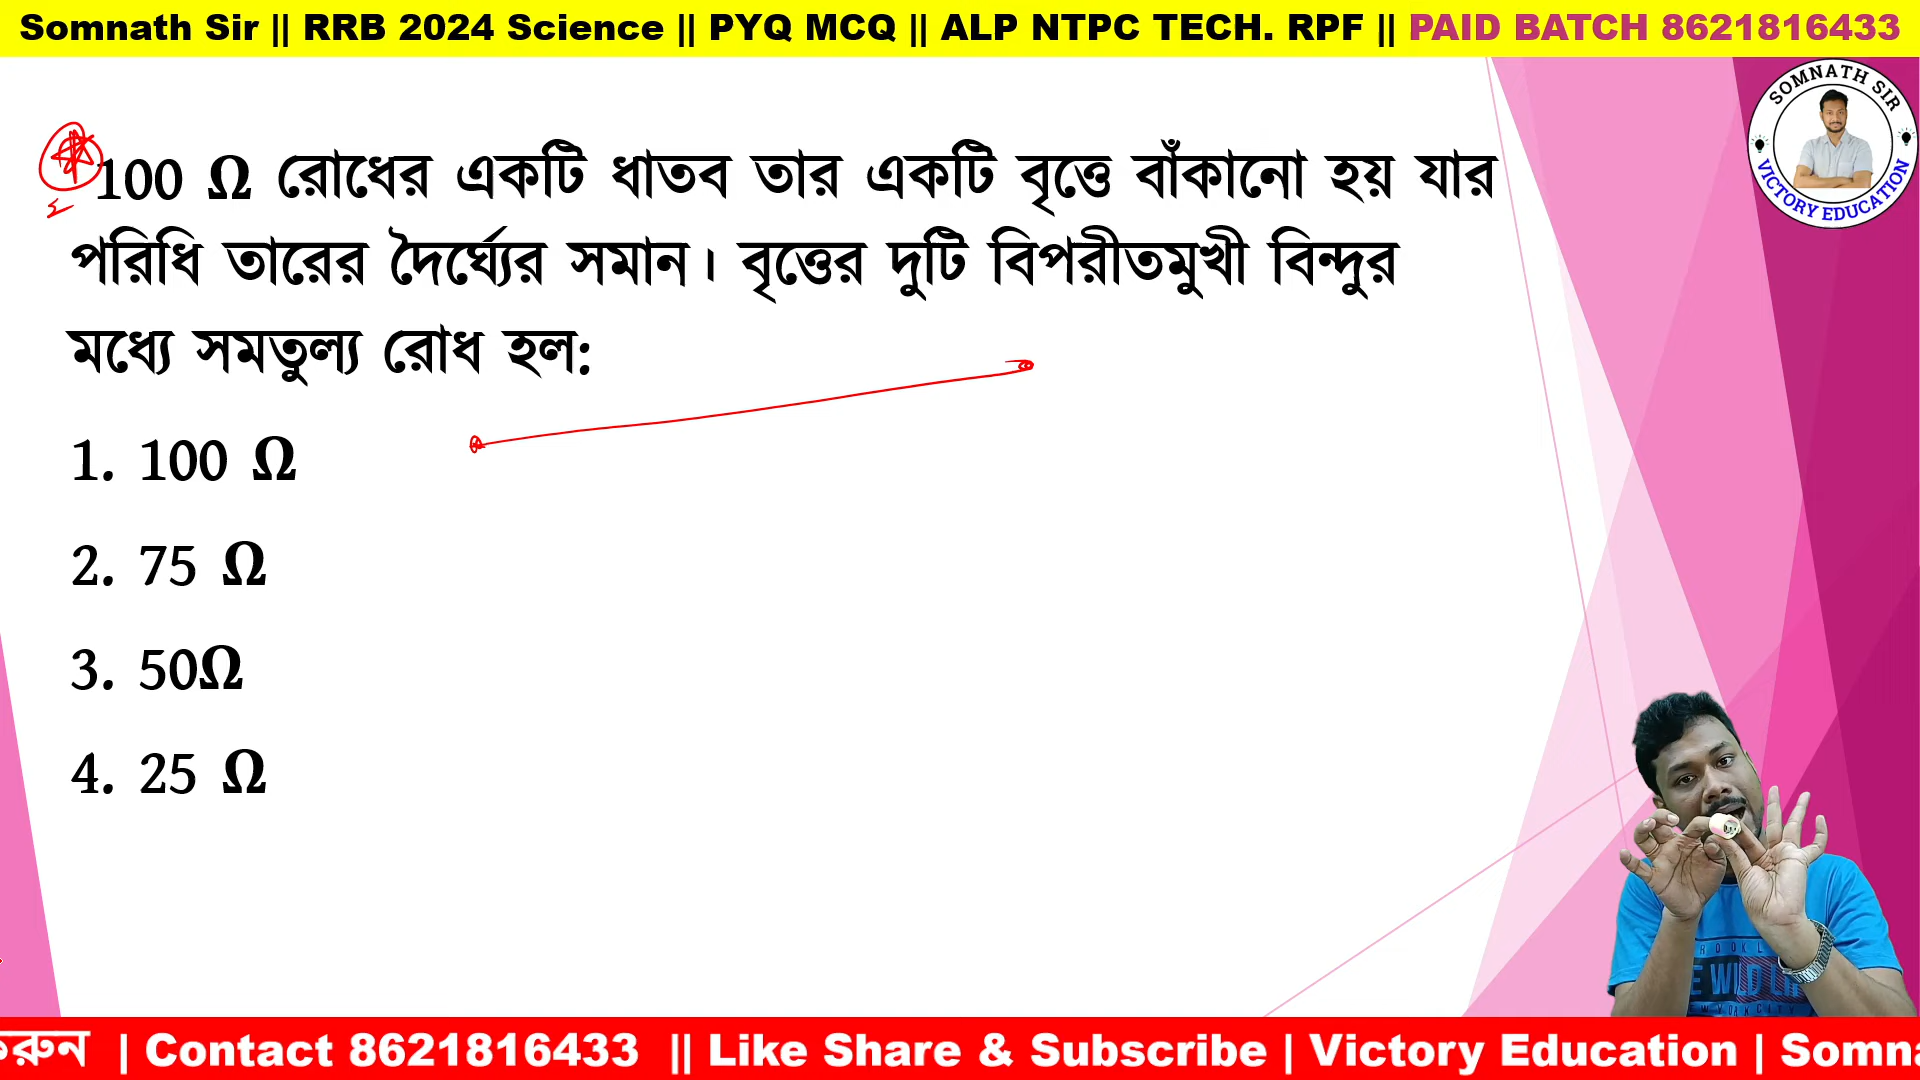 Somnath Sir || RRB 2024 Science || PYQ MCQ || ALP NTPC TECH. RPF || PAID BATCH 8621816433
SOMNATH SIR
VICTORY EDUCATION
100 Ω রোধের একটি ধাতব তার একটি বৃত্তে বাঁকানো হয় যার
পরিধি তারের দৈর্ঘ্যের সমান। বৃত্তের দুটি বিপরীতমুখী বিন্দুর
মধ্যে সমতুল্য রোধ হল:
1. 100 Ω
2. 75 Ω
3. 50Ω
4. 25 Ω
| Contact 8621816433 || Like Share & Subscribe | Victory Education | Somna